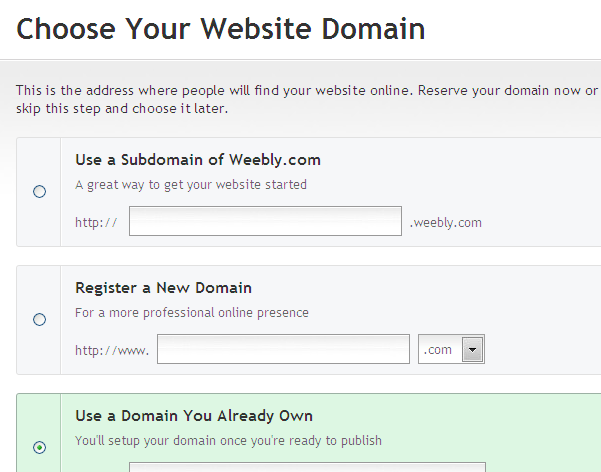 Choose Your Website Domain
This is the address where people will find your website online. Reserve your domain now or
skip this step and choose it later.
Use a Subdomain of Weebly.com
A great way to get your website started
http:// .weebly.com
Register a New Domain
For a more professional online presence
http://www. .com
Use a Domain You Already Own
You'll setup your domain once you're ready to publish